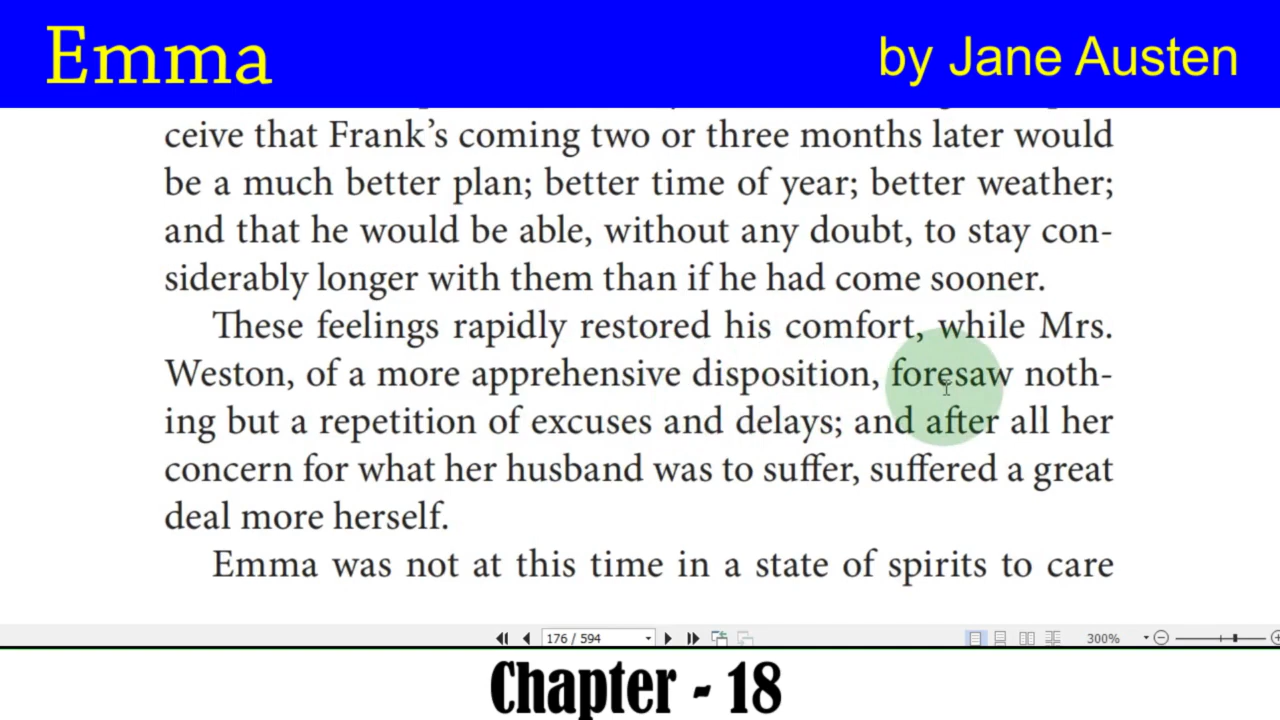 Emma
by Jane Austen
ceive that Frank's coming two or three months later would
be a much better plan; better time of year; better weather;
and that he would be able, without any doubt, to stay con-
siderably longer with them than if he had come sooner.
These feelings rapidly restored his comfort, while Mrs.
Weston, of a more apprehensive disposition, foresaw noth-
ing but a repetition of excuses and delays; and after all her
concern for what her husband was to suffer, suffered a great
deal more herself.
Emma was not at this time in a state of spirits to care
176 / 594
300%
Chapter - 18